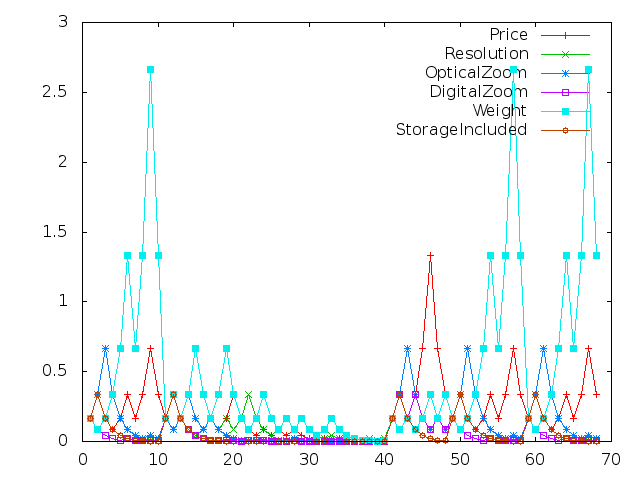 3
2.5
2
1.5
1
0.5
0
Price
Resolution
OpticalZoom
DigitalZoom
Weight
StorageIncluded
0 10 20 30 40 50 60 70